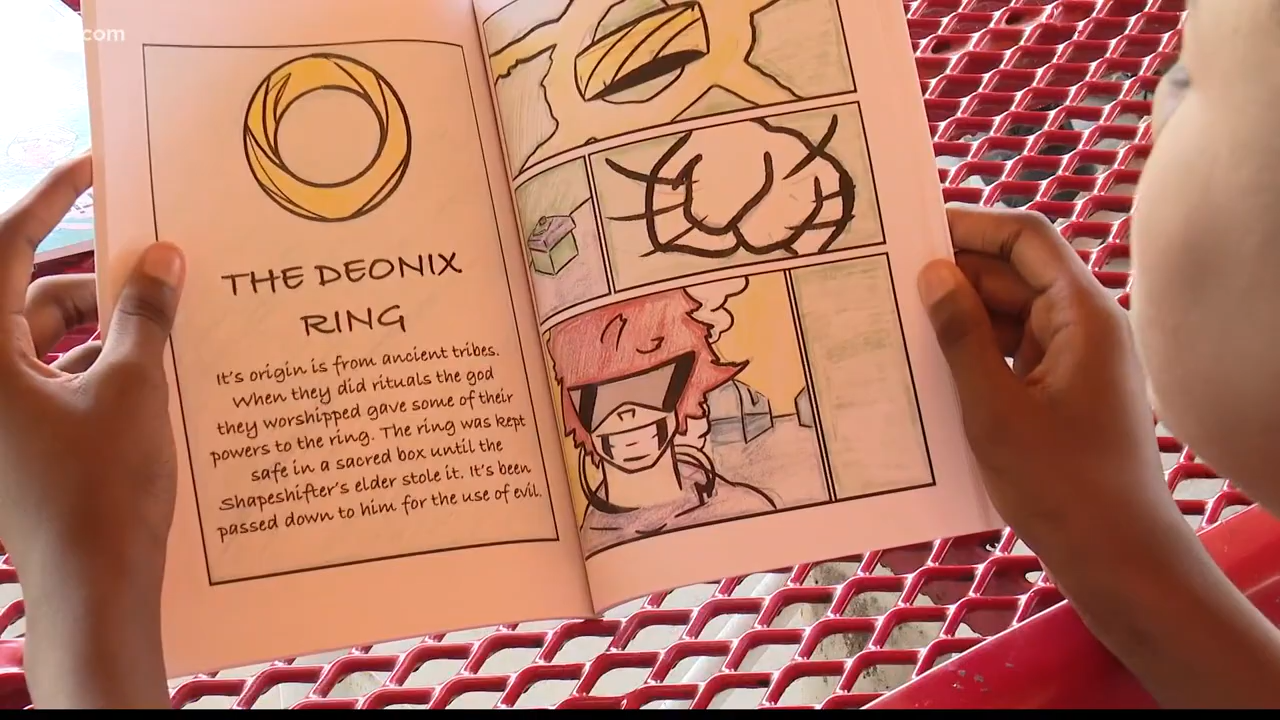 .com
THE DEONIX
RING
It's origin is from ancient tribes.
When they did rituals the god
they worshipped gave some of their
powers to the ring. The ring was kept
safe in a sacred box until the
Shapeshifter's elder stole it. It's been
passed down to him for the use of evil.